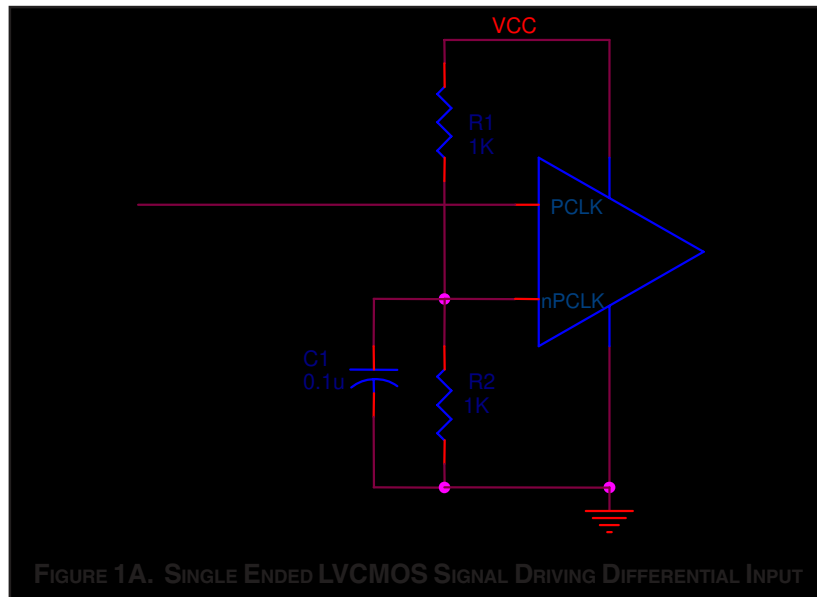 VCC
R1
1K
PCLK
nPCLK
C1
0.1u
R2
1K
FIGURE 1A. SINGLE ENDED LVCMOS SIGNAL DRIVING DIFFERENTIAL INPUT